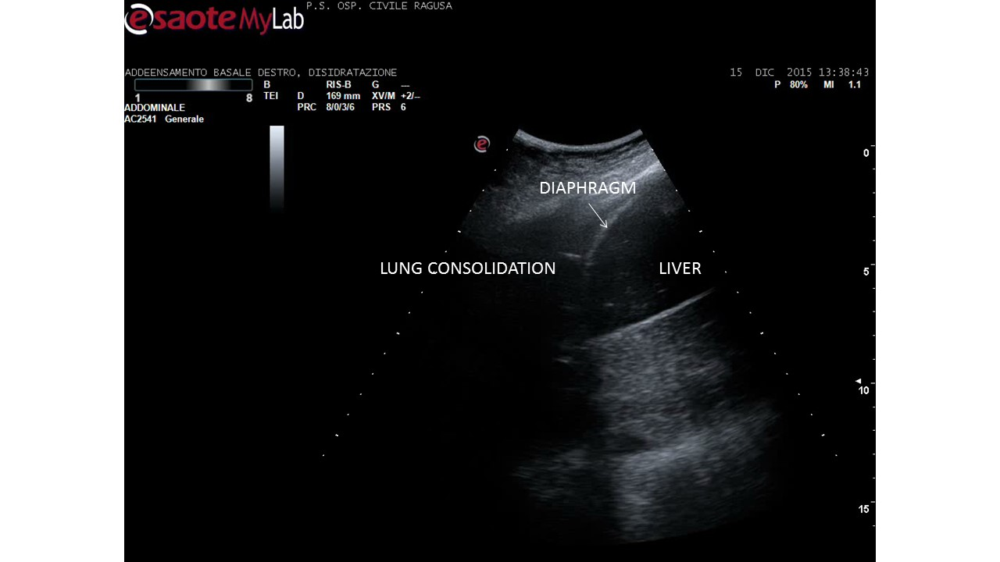 P.S. OSP. CIVILE RAGUSA
esaote MyLab
ADDEENSAMENTO BASALE DESTRO, DISIDRATAZIONE
15 DIC 2015 13:38:43
B RIS-B G ---
P 80% MI 1.1
1 8 TEI D 169 mm XV/M +2/--
ADDOMINALE PRC 8/0/3/6 PRS 6
AC2541 Generale
e
0
DIAPHRAGM
LUNG CONSOLIDATION
LIVER
5
10
15